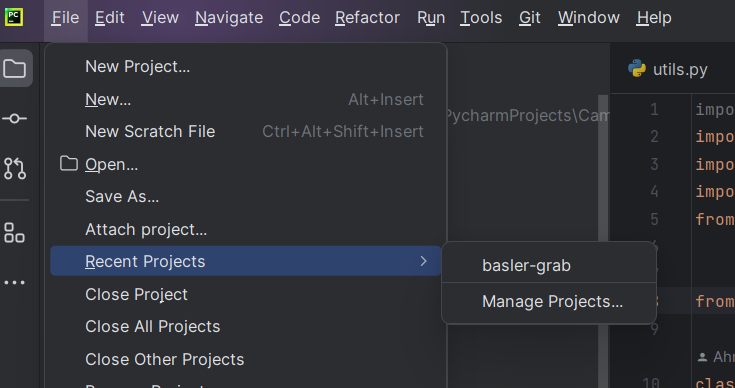 PC
File Edit View Navigate Code Refactor Run Tools Git Window Help
New Project...
New... Alt+Insert
New Scratch File Ctrl+Alt+Shift+Insert
Open...
Save As...
Attach project...
Recent Projects
Close Project
Close All Projects
Close Other Projects
basler-grab
Manage Projects...
PycharmProjects\Cam
utils.py
1 impo
2 impo
3 impo
4 impo
5 from
8 from
9
Ahm
10 clas